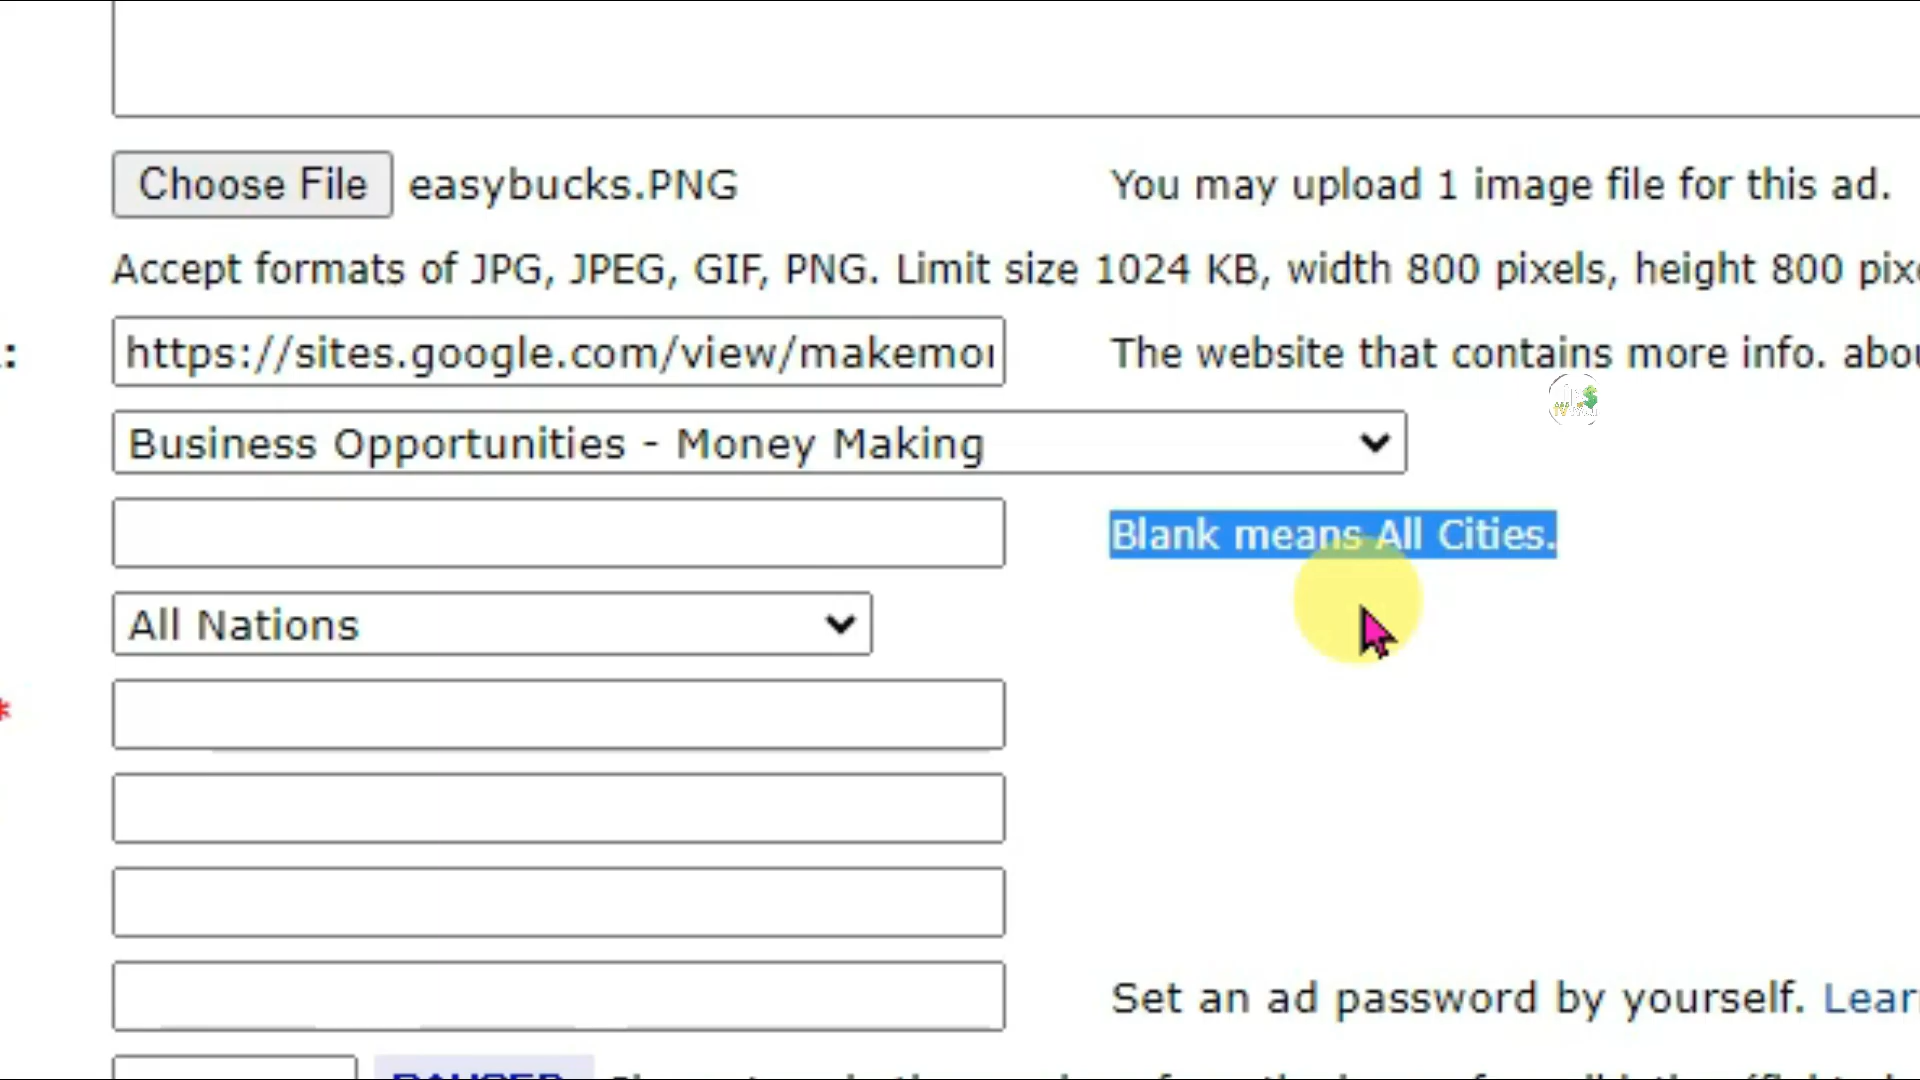 Choose File easybucks.PNG You may upload 1 image file for this ad.
Accept formats of JPG, JPEG, GIF, PNG. Limit size 1024 KB, width 800 pixels, height 800
: https://sites.google.com/view/makemo The website that contains more info.
Business Opportunities - Money Making
Blank means All Cities.
All Nations
*
Set an ad password by yourself.